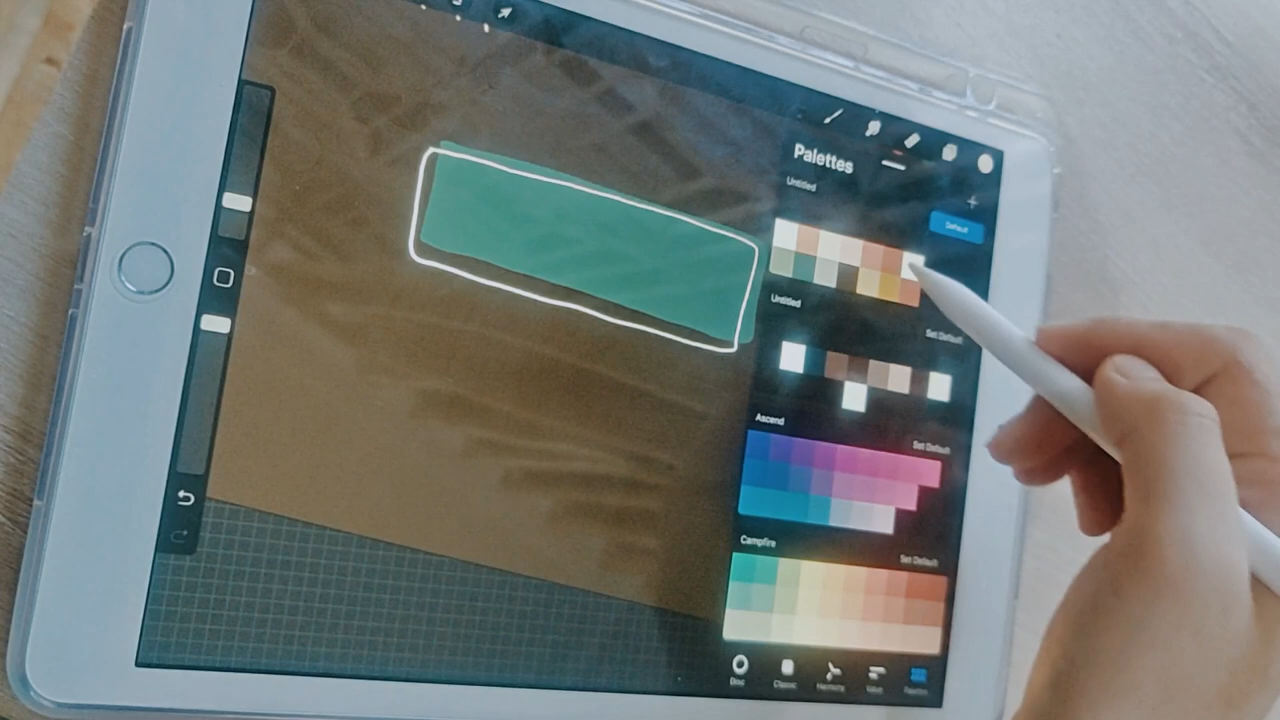 Palettes
Untitled
Default
Untitled
Set Default
Ascend
Set Default
Campfire
Set Default
Disc
Classic
Harmony
Value
Palettes